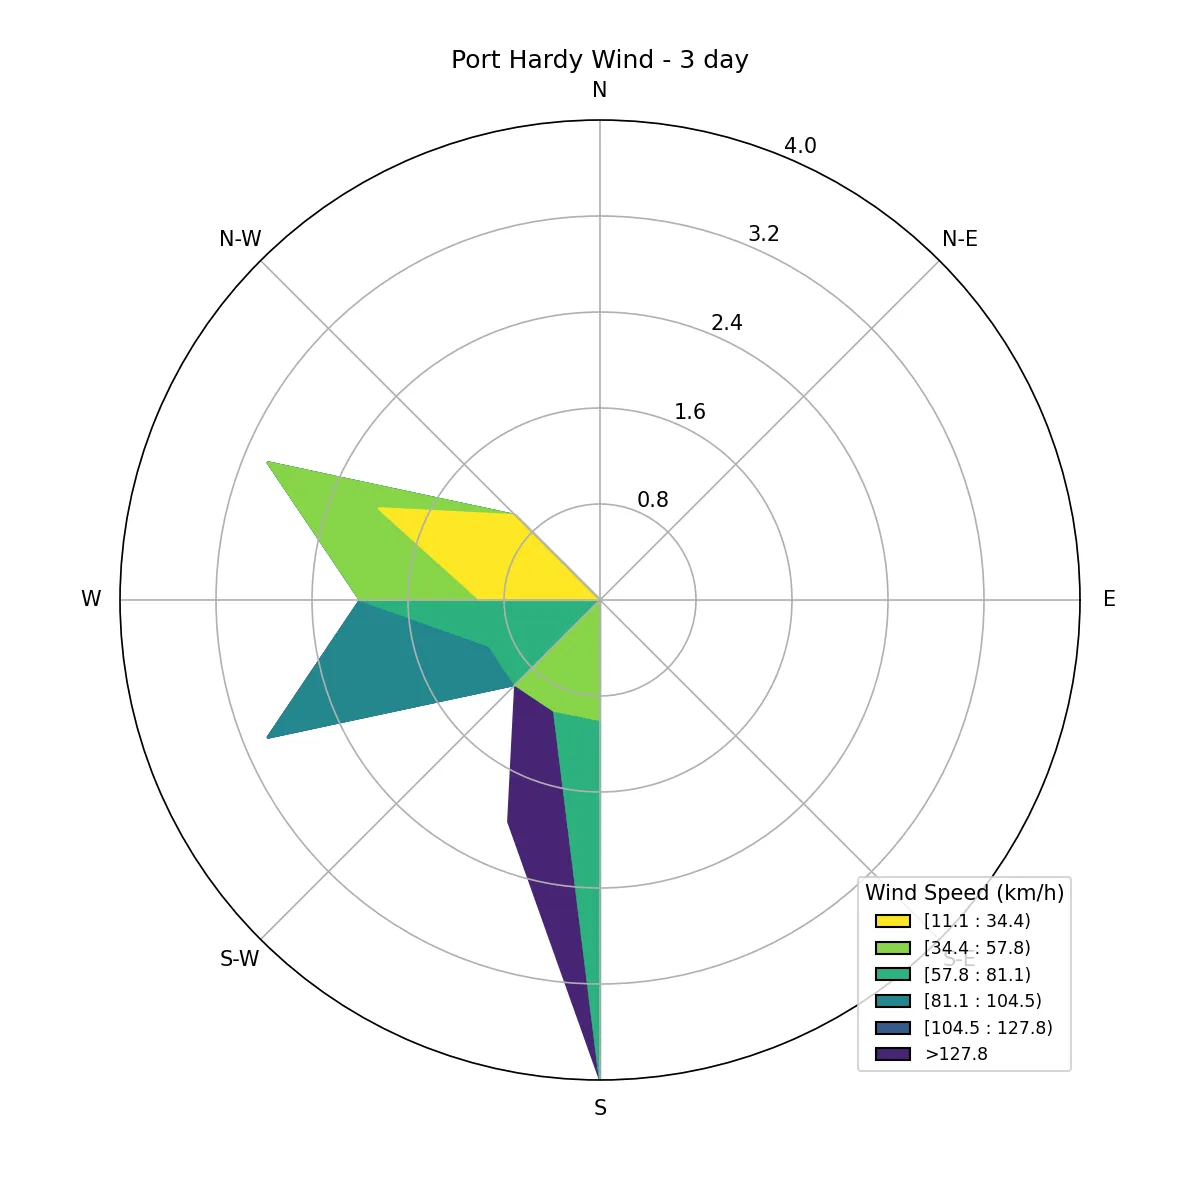 Port Hardy Wind - 3 day
N
4.0
N-W
3.2
N-E
2.4
1.6
0.8
W
E
S-W
S-E
S
Wind Speed (km/h)
[11.1 : 34.4)
[34.4 : 57.8)
[57.8 : 81.1)
[81.1 : 104.5)
[104.5 : 127.8)
>127.8